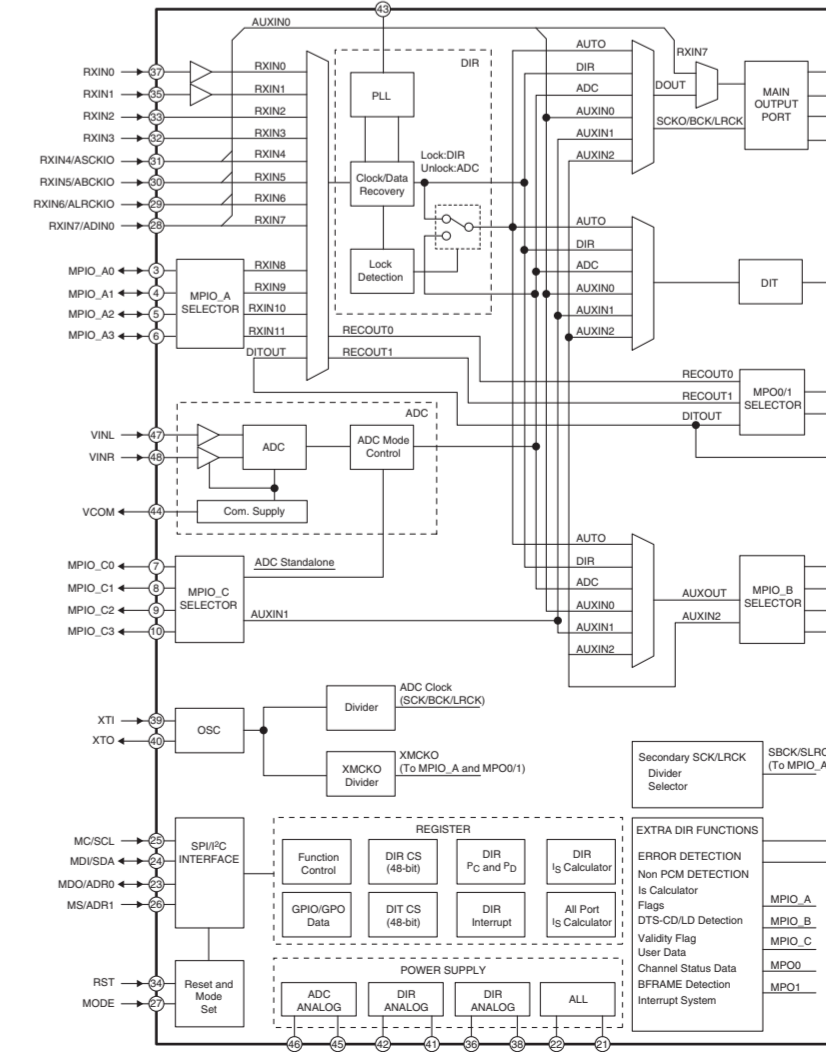 43
AUXIN0
RXIN0
37
RXIN0
RXIN1
35
RXIN1
RXIN2
33
RXIN2
RXIN3
32
RXIN3
RXIN4/ASCKIO
31
RXIN4
RXIN5/ABCKIO
30
RXIN5
RXIN6/ALRCKIO
29
RXIN6
RXIN7/ADIN0
28
RXIN7
MPIO_A0
3
MPIO_A1
4
MPIO_A2
5
MPIO_A3
6
MPIO_A
SELECTOR
RXIN8
RXIN9
RXIN10
RXIN11
DITOUT
DIR
PLL
Clock/Data
Recovery
Lock:DIR
Unlock:ADC
Lock
Detection
RECOUT0
RECOUT1
AUTO
DIR
ADC
AUXIN0
AUXIN1
AUXIN2
RXIN7
DOUT
SCKO/BCK/LRCK
MAIN
OUTPUT
PORT
AUTO
DIR
ADC
AUXIN0
AUXIN1
AUXIN2
DIT
RECOUT0
RECOUT1
DITOUT
MPO0/1
SELECTOR
ADC
VINL
47
VINR
48
ADC
ADC Mode
Control
VCOM
44
Com. Supply
MPIO_C0
7
MPIO_C1
8
MPIO_C2
9
MPIO_C3
10
MPIO_C
SELECTOR
ADC Standalone
AUXIN1
AUTO
DIR
ADC
AUXIN0
AUXIN1
AUXIN2
AUXOUT
AUXIN2
MPIO_B
SELECTOR
XTI
39
XTO
40
OSC
Divider
ADC Clock
(SCK/BCK/LRCK)
XMCKO
Divider
XMCKO
(To MPIO_A and MPO0/1)
Secondary SCK/LRCK
Divider
Selector
SBCK/SLRC
(To MPIO_A
MC/SCL
25
MDI/SDA
24
MDO/ADR0
23
MS/ADR1
26
SPI/I2C
INTERFACE
REGISTER
Function
Control
DIR CS
(48-bit)
DIR
PC and PD
DIR
IS Calculator
GPIO/GPO
Data
DIT CS
(48-bit)
DIR
Interrupt
All Port
IS Calculator
EXTRA DIR FUNCTIONS
ERROR DETECTION
Non PCM DETECTION
Is Calculator
Flags
DTS-CD/LD Detection
Validity Flag
User Data
Channel Status Data
BFRAME Detection
Interrupt System
MPIO_A
MPIO_B
MPIO_C
MPO0
MPO1
RST
34
MODE
27
Reset and
Mode
Set
POWER SUPPLY
ADC
ANALOG
DIR
ANALOG
DIR
ANALOG
ALL
46
45
42
41
36
38
22
21